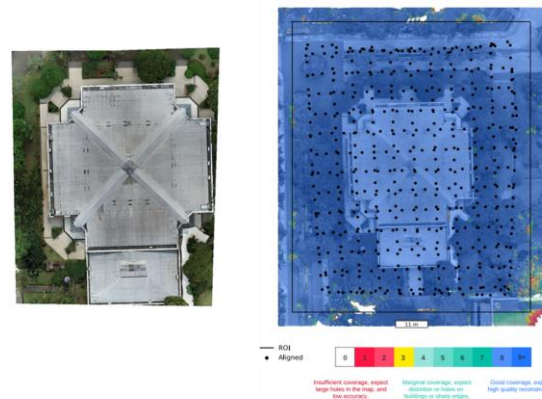 11 m
ROI
Aligned
0 1 2 3 4 5 6 7 8 9+
Insufficient coverage, expect
large holes in the map, and
low accuracy.
Marginal coverage, expect
distortion or holes on
buildings or sharp edges.
Good coverage, ex
high quality reconst